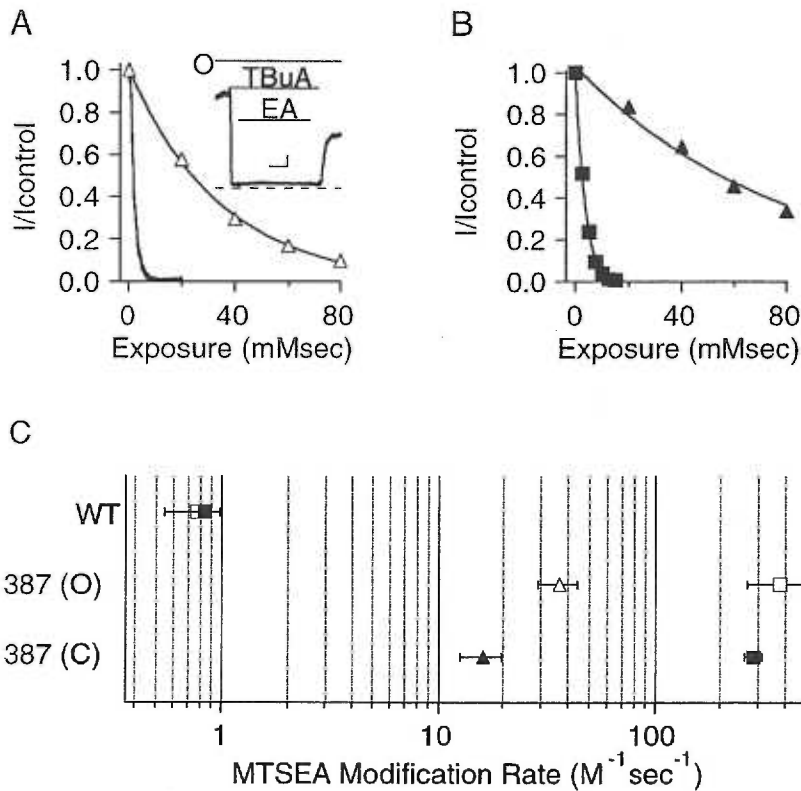 A
B
O
TBuA
EA
I/Icontrol
1.0
0.8
0.6
0.4
0.2
0.0
0 40 80
Exposure (mMsec)
I/Icontrol
1.0
0.8
0.6
0.4
0.2
0.0
0 40 80
Exposure (mMsec)
C
WT
387 (O)
387 (C)
1 10 100
MTSEA Modification Rate (M⁻¹sec⁻¹)